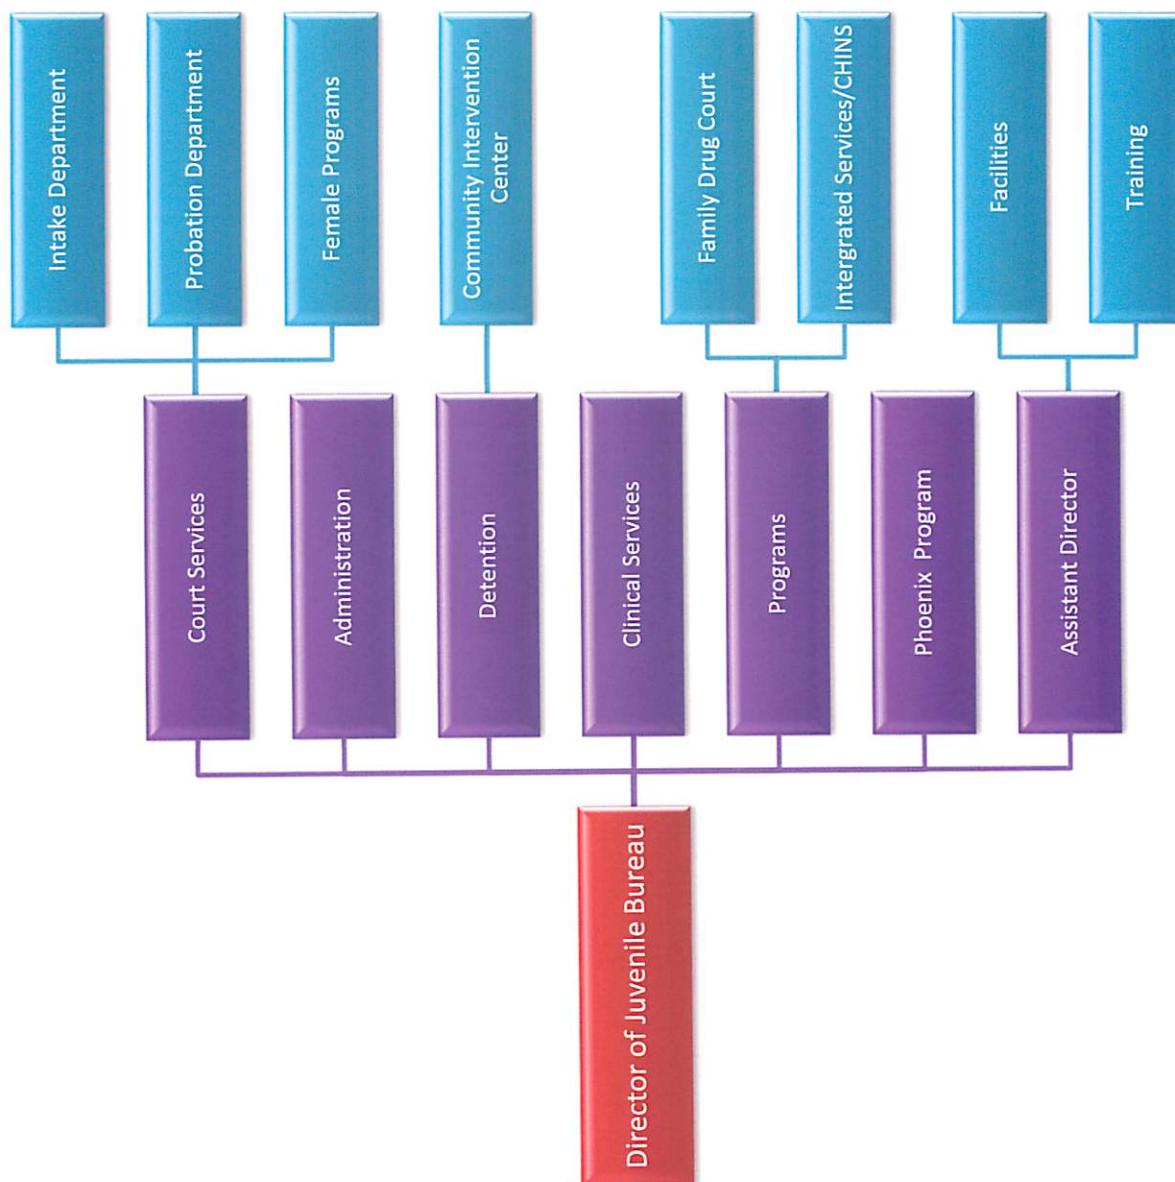 Director of Juvenile Bureau
Court Services
Administration
Detention
Clinical Services
Programs
Phoenix Program
Assistant Director
Intake Department
Probation Department
Female Programs
Community Intervention
Center
Family Drug Court
Intergrated Services/CHINS
Facilities
Training